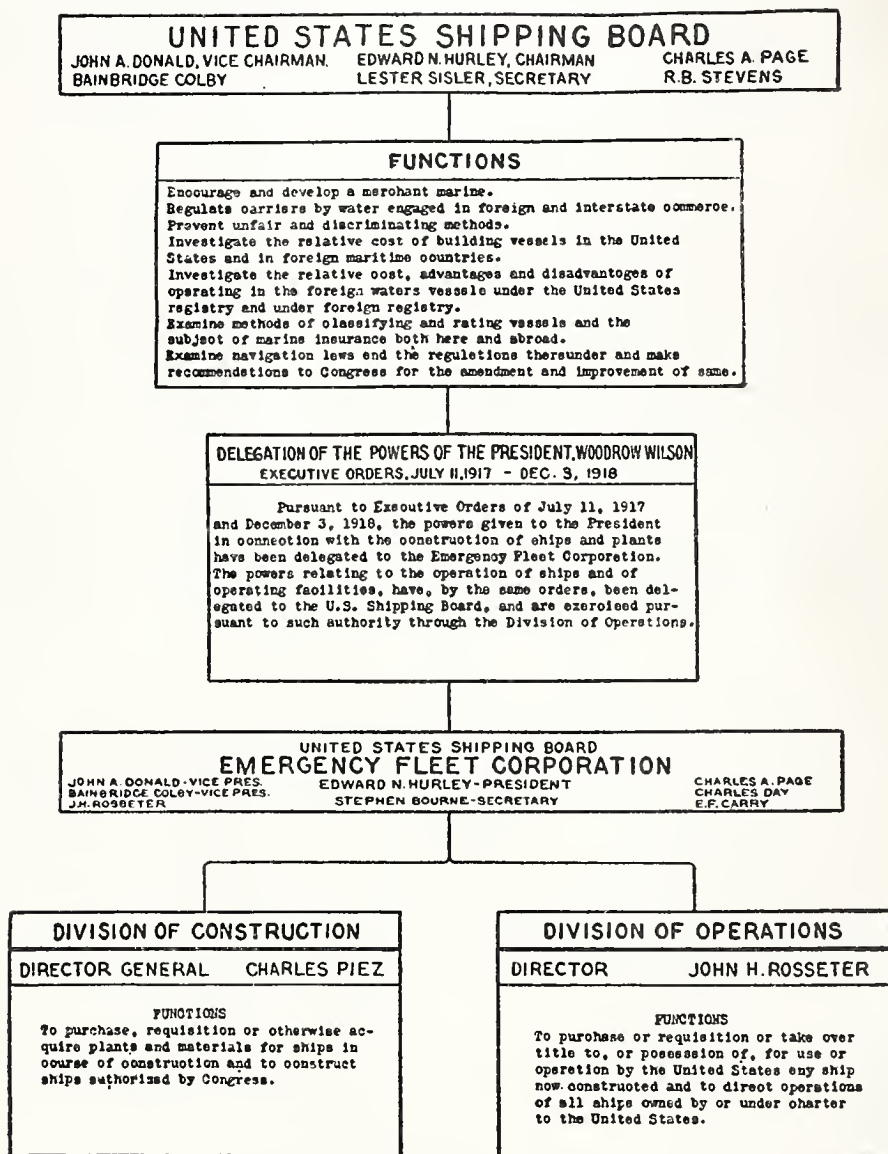 UNITED STATES SHIPPING BOARD
JOHN A. DONALD, VICE CHAIRMAN. EDWARD N. HURLEY, CHAIRMAN CHARLES A. PAGE
BAINBRIDGE COLBY LESTER SISLER, SECRETARY R.B. STEVENS
FUNCTIONS
Encourage and develop a merchant marine.
Regulate carriers by water engaged in foreign and interstate commerce.
Prevent unfair and discriminating methods.
Investigate the relative cost of building vessels in the United
States and in foreign maritime countries.
Investigate the relative cost, advantages and disadvantages of
operating in the foreign waters vessels under the United States
registry and under foreign registry.
Examine methods of classifying and rating vessels and the
subject of marine insurance both here and abroad.
Examine navigation laws and the regulations thereunder and make
recommendations to Congress for the amendment and improvement of same.
DELEGATION OF THE POWERS OF THE PRESIDENT, WOODROW WILSON
EXECUTIVE ORDERS, JULY 11, 1917 - DEC. 3, 1918
Pursuant to Executive Orders of July 11, 1917
and December 3, 1918, the powers given to the President
in connection with the construction of ships and plants
have been delegated to the Emergency Fleet Corporation.
The powers relating to the operation of ships and of
operating facilities, have, by the same orders, been del-
egated to the U.S. Shipping Board, and are exercised pur-
suant to such authority through the Division of Operations.
UNITED STATES SHIPPING BOARD
EMERGENCY FLEET CORPORATION
JOHN A. DONALD-VICE PRES. EDWARD N. HURLEY-PRESIDENT CHARLES A. PAGE
BAINBRIDGE COLBY-VICE PRES. STEPHEN BOURNE-SECRETARY CHARLES DAY
J.H. ROSSETER E.F. CARRY
DIVISION OF CONSTRUCTION
DIRECTOR GENERAL CHARLES PIEZ
FUNCTIONS
To purchase, requisition or otherwise ac-
quire plants and materials for ships in
course of construction and to construct
ships authorized by Congress.
DIVISION OF OPERATIONS
DIRECTOR JOHN H. ROSSETER
FUNCTIONS
To purchase or requisition or take over
title to, or possession of, for use or
operation by the United States any ship
now constructed and to direct operations
of all ships owned by or under charter
to the United States.